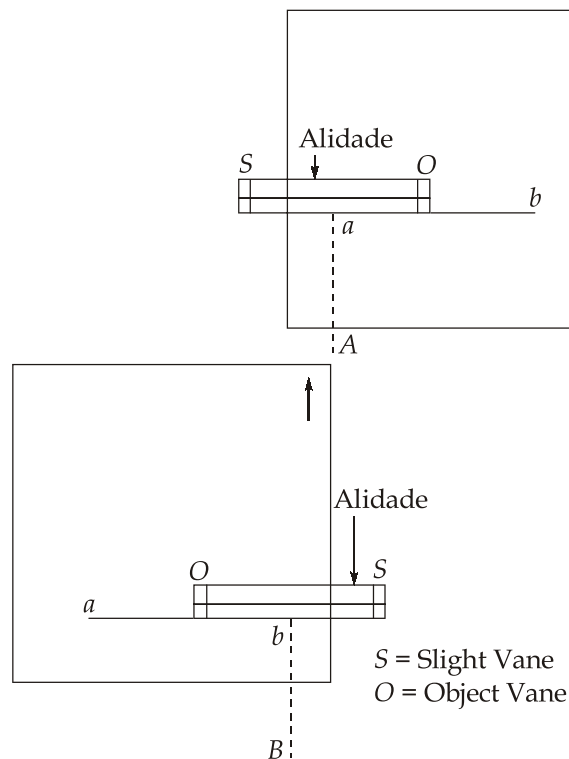 Alidade
S O
b
a
A
Alidade
O S
a
b
S = Slight Vane
O = Object Vane
B